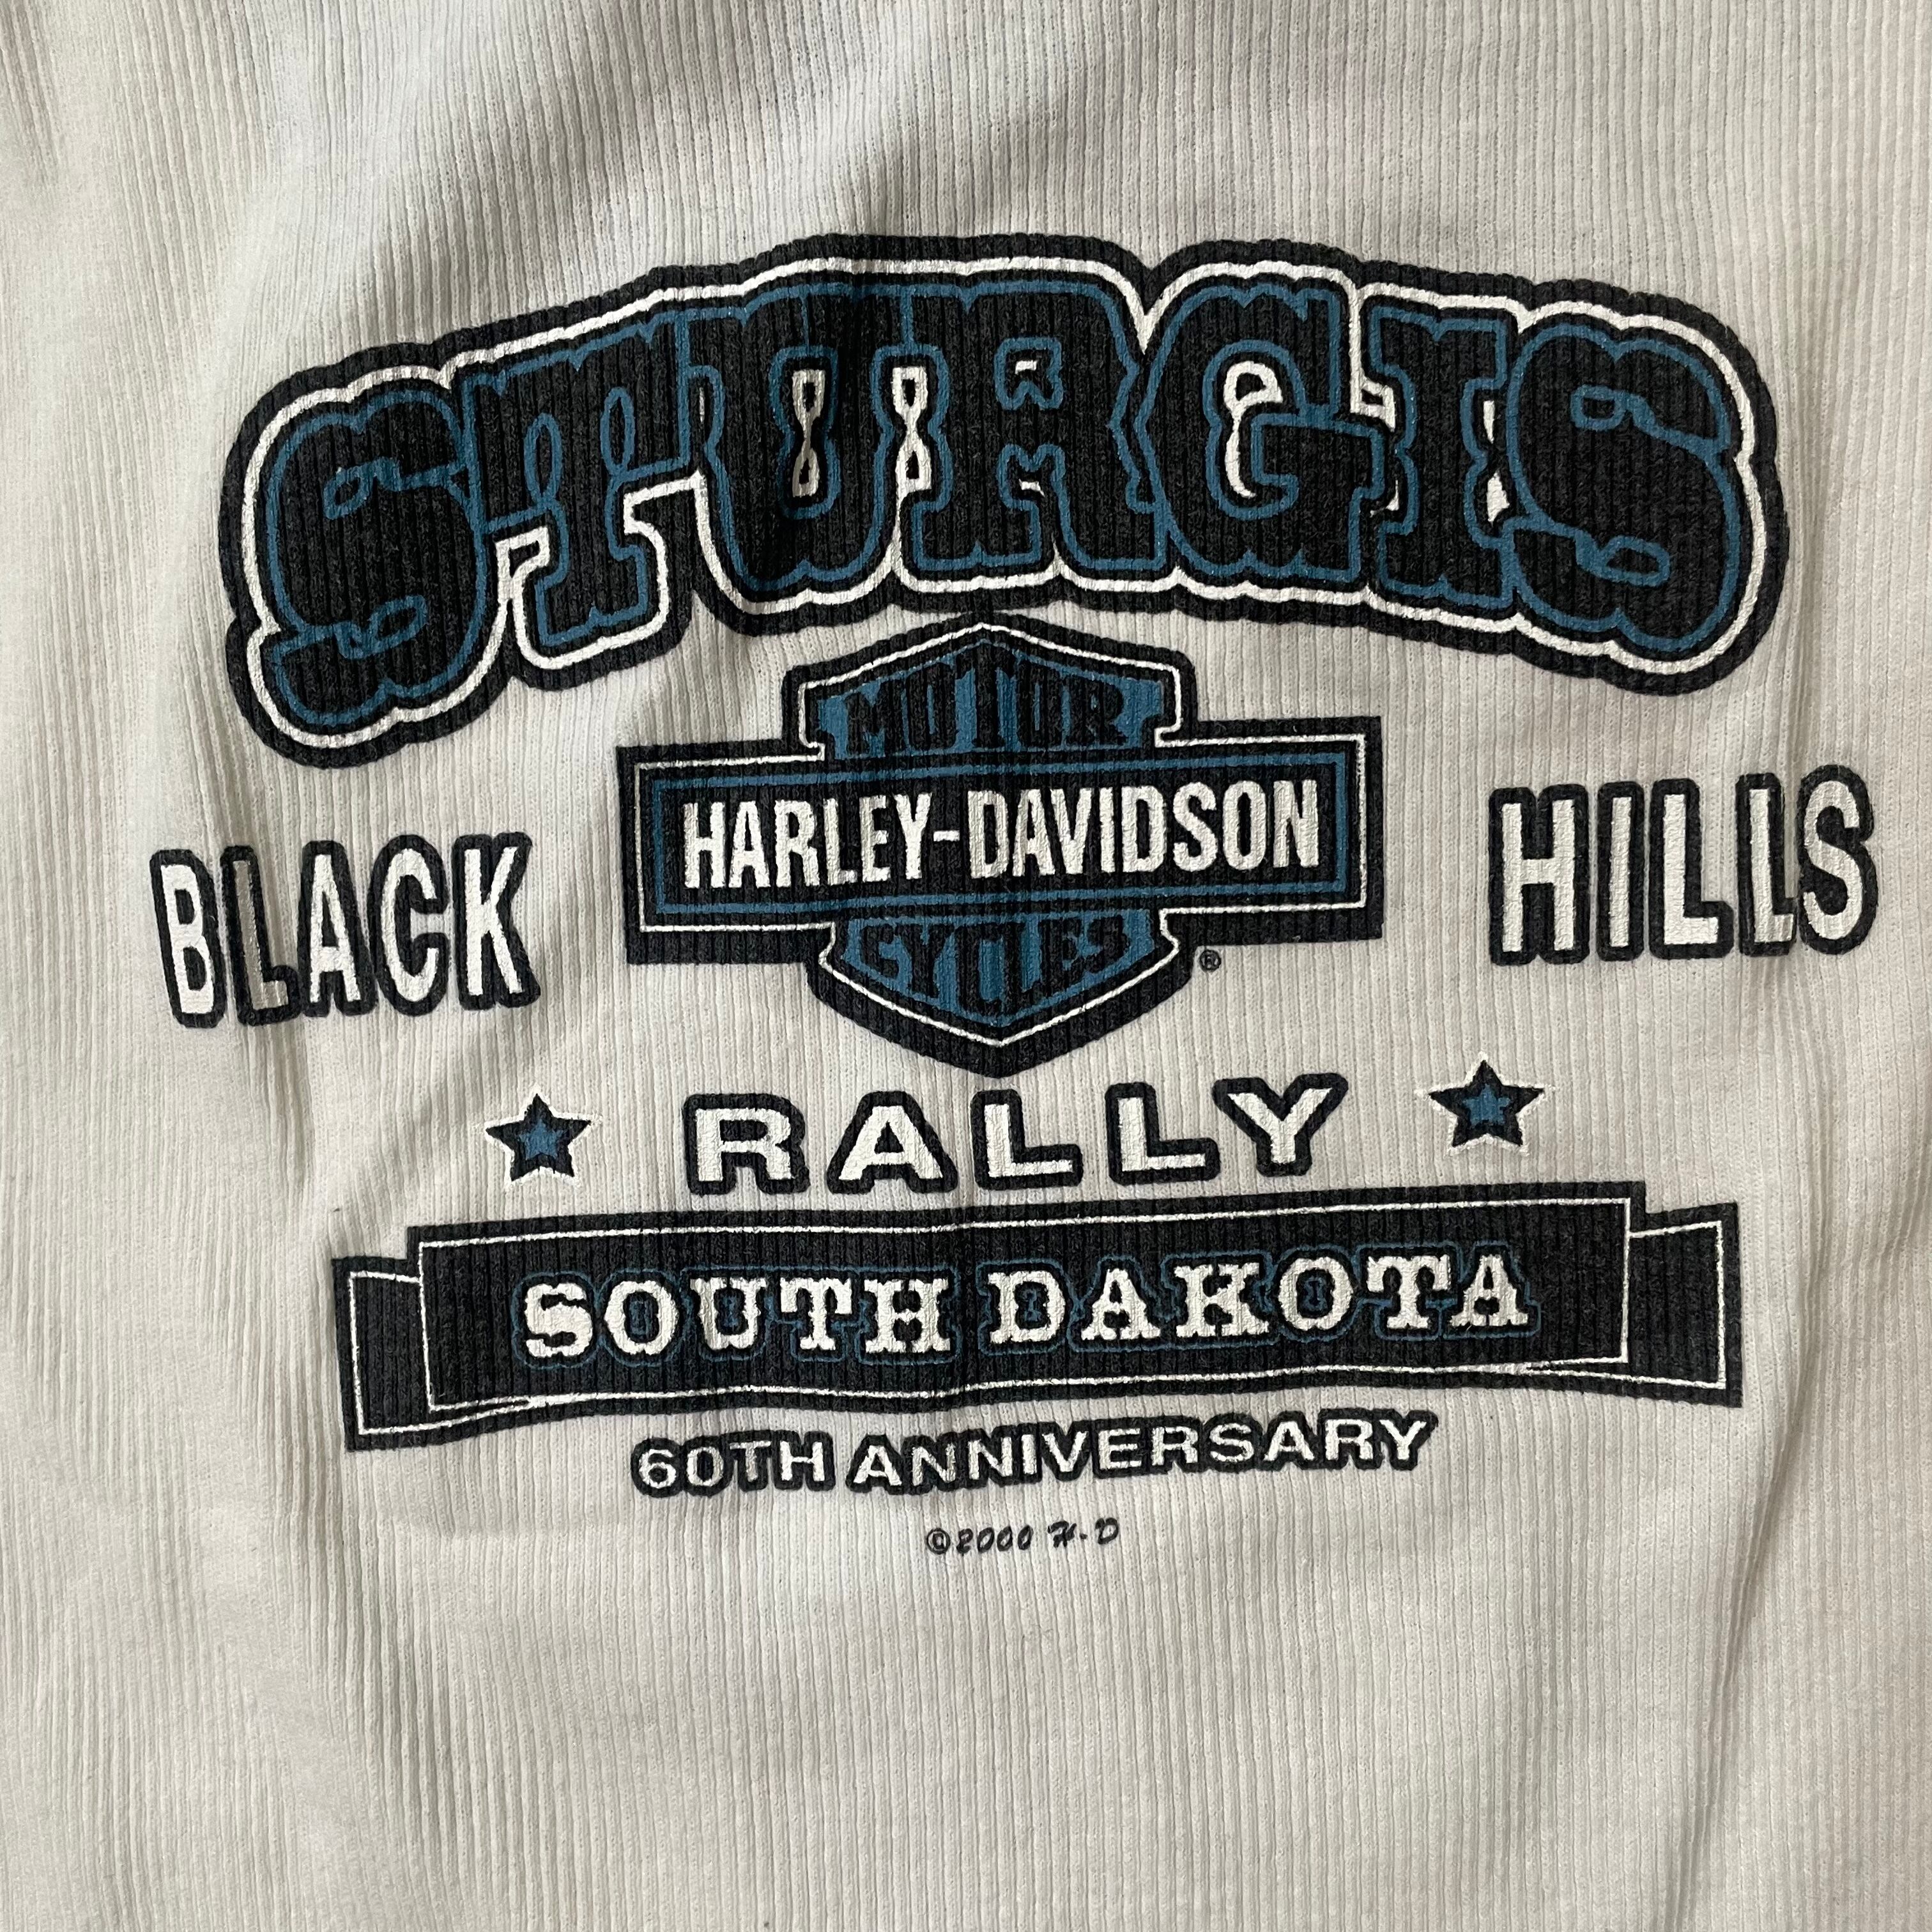 STURGIS
MOTOR
HARLEY-DAVIDSON
CYCLES ®
BLACK HILLS
RALLY
SOUTH DAKOTA
60TH ANNIVERSARY
©2000 H-D